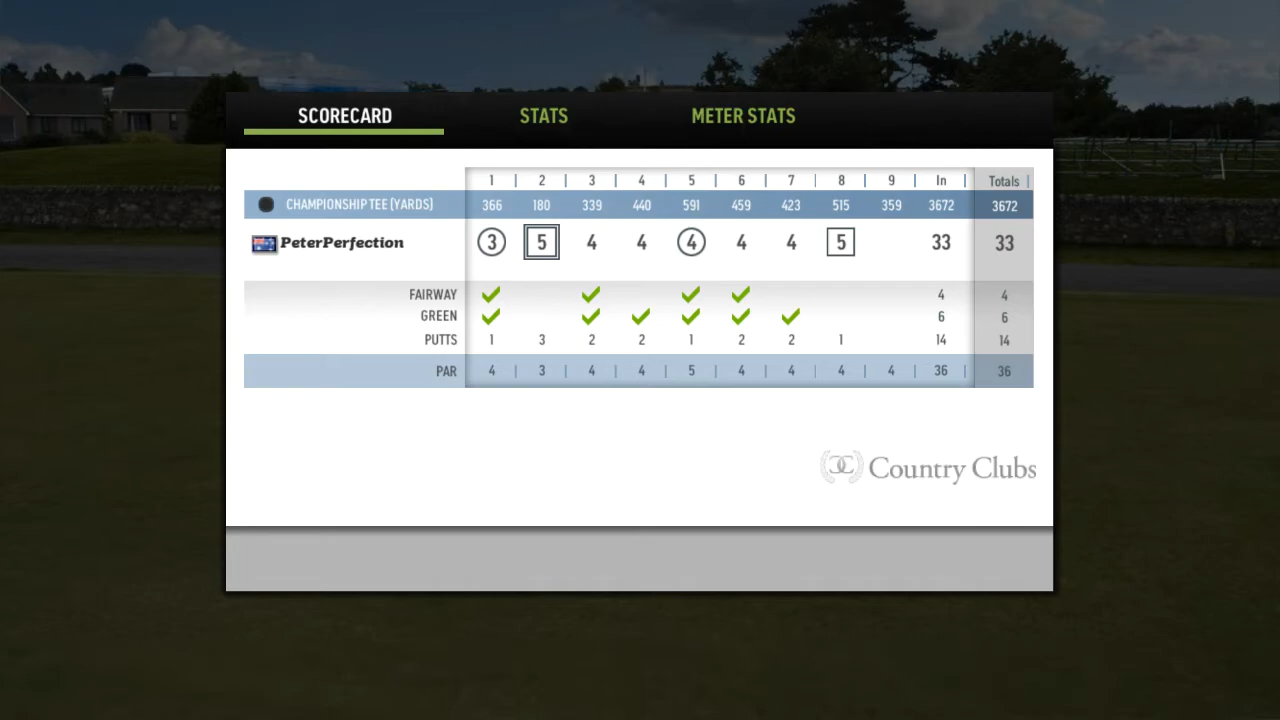 SCORECARD STATS METER STATS
1 | 2 | 3 | 4 | 5 | 6 | 7 | 8 | 9 | In | Totals |
CHAMPIONSHIP TEE (YARDS) 366 180 339 440 591 459 423 515 359 3672 3672
PeterPerfection 3 5 4 4 4 4 4 5 33 33
FAIRWAY 4 4
GREEN 6 6
PUTTS 1 3 2 2 1 2 2 1 14 14
PAR 4 | 3 | 4 | 4 | 5 | 4 | 4 | 4 | 4 | 36 | 36
CC Country Clubs